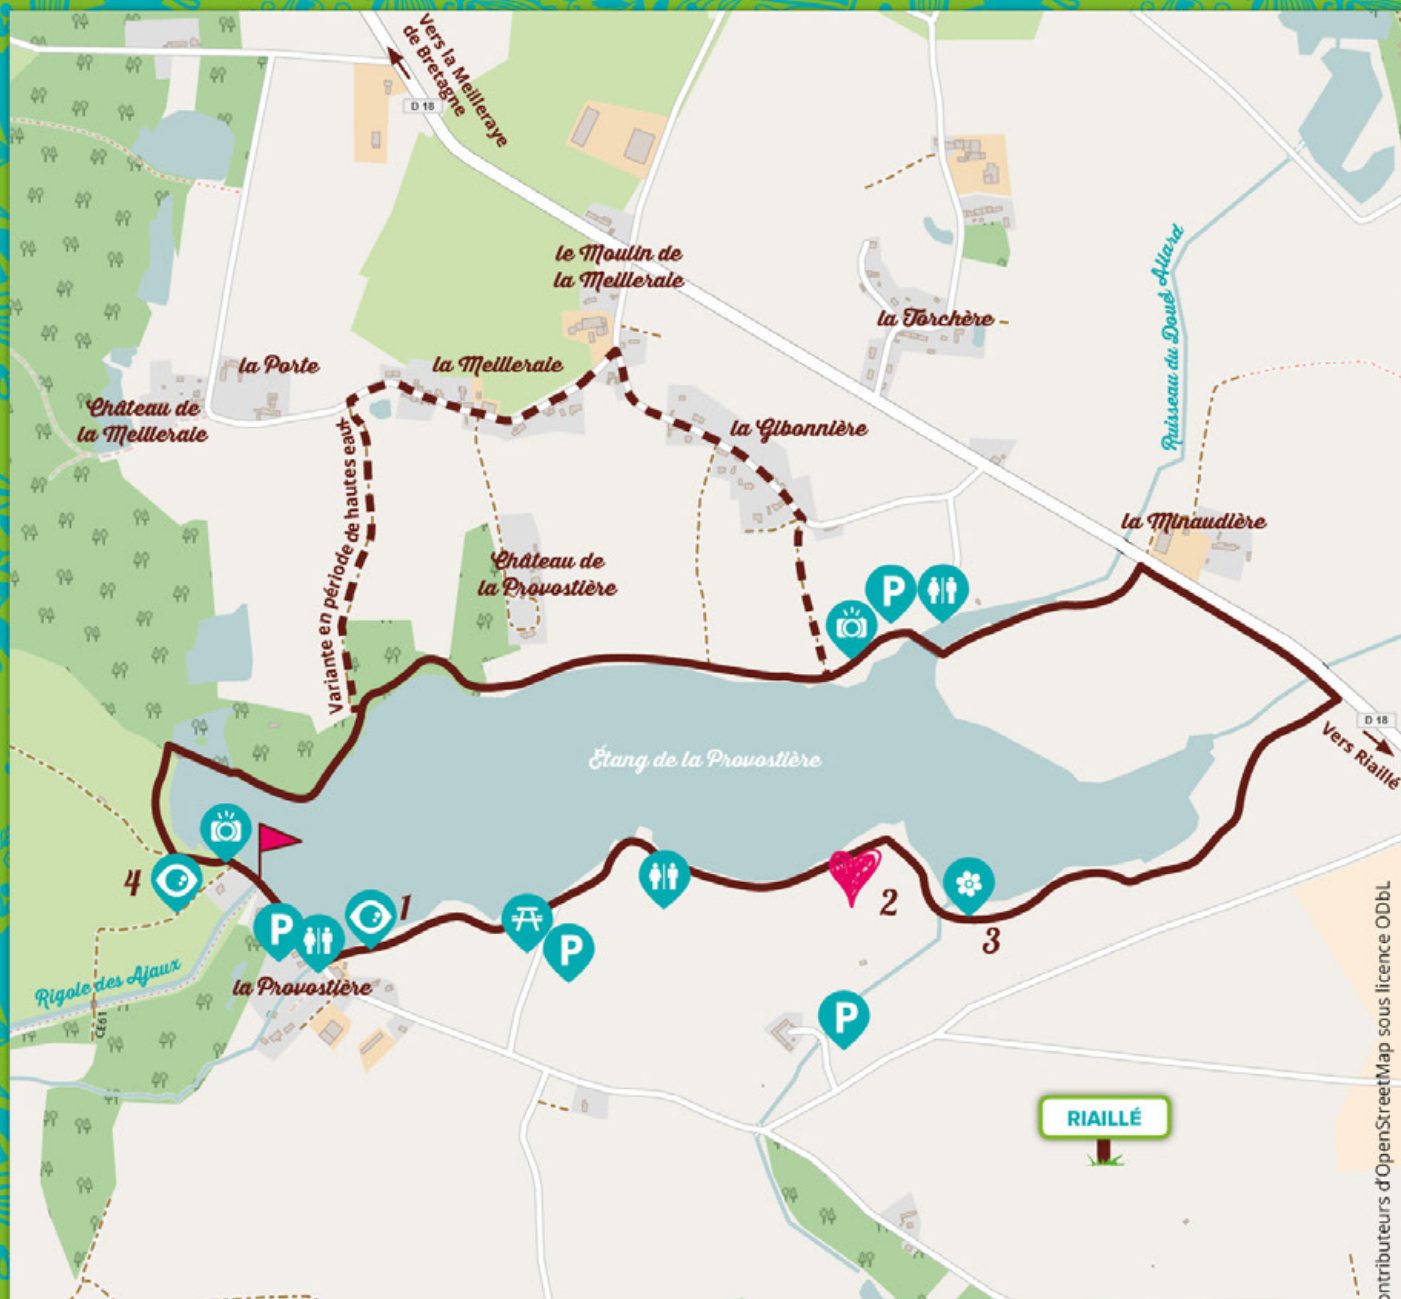 Vers la Meilleraye
de Bretagne
D 18
le Moulin de
la Meilleraie
la Torchère
Ruisseau du Douet Allard
la Porte
la Meilleraie
Château de
la Meilleraie
la Gibonnière
Variante en période de hautes eaux
la Minaudière
Château de
la Provostière
P
D 18
Vers Riaillé
Étang de la Provostière
4
1
2
3
P
P
Rigole des Ajaux
la Provostière
CE61
P
RIAILLÉ
ontributeurs d'OpenStreetMap sous licence ODbL